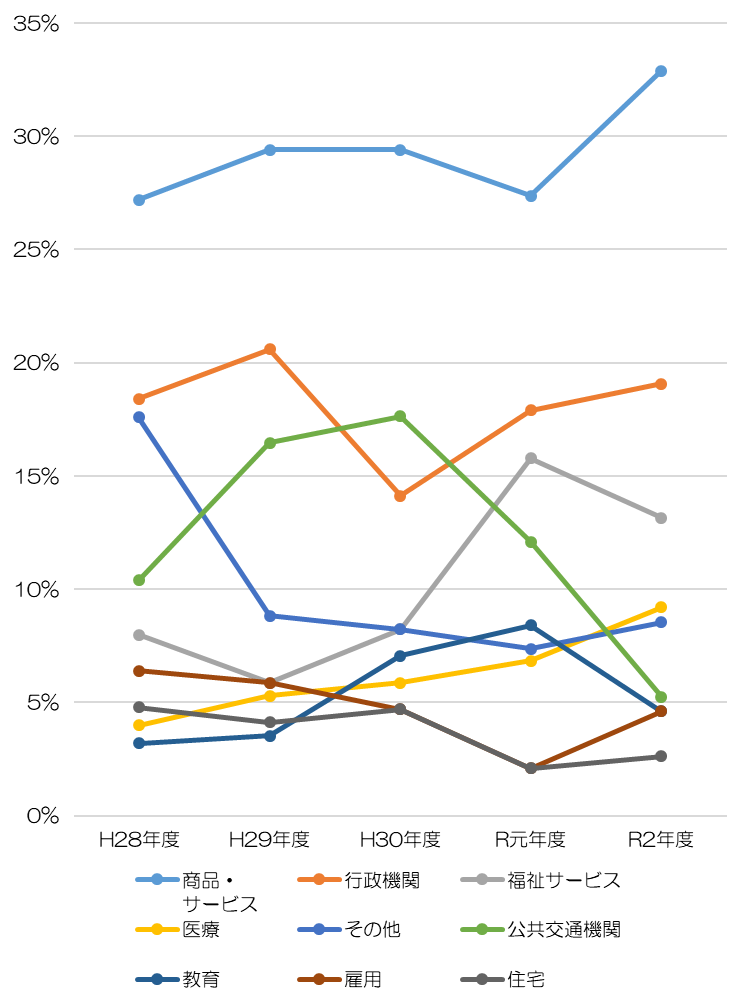 35%
30%
25%
20%
15%
10%
5%
0%
H28年度 H29年度 H30年度 R元年度 R2年度
商品・
サービス
行政機関
福祉サービス
医療
その他
公共交通機関
教育
雇用
住宅